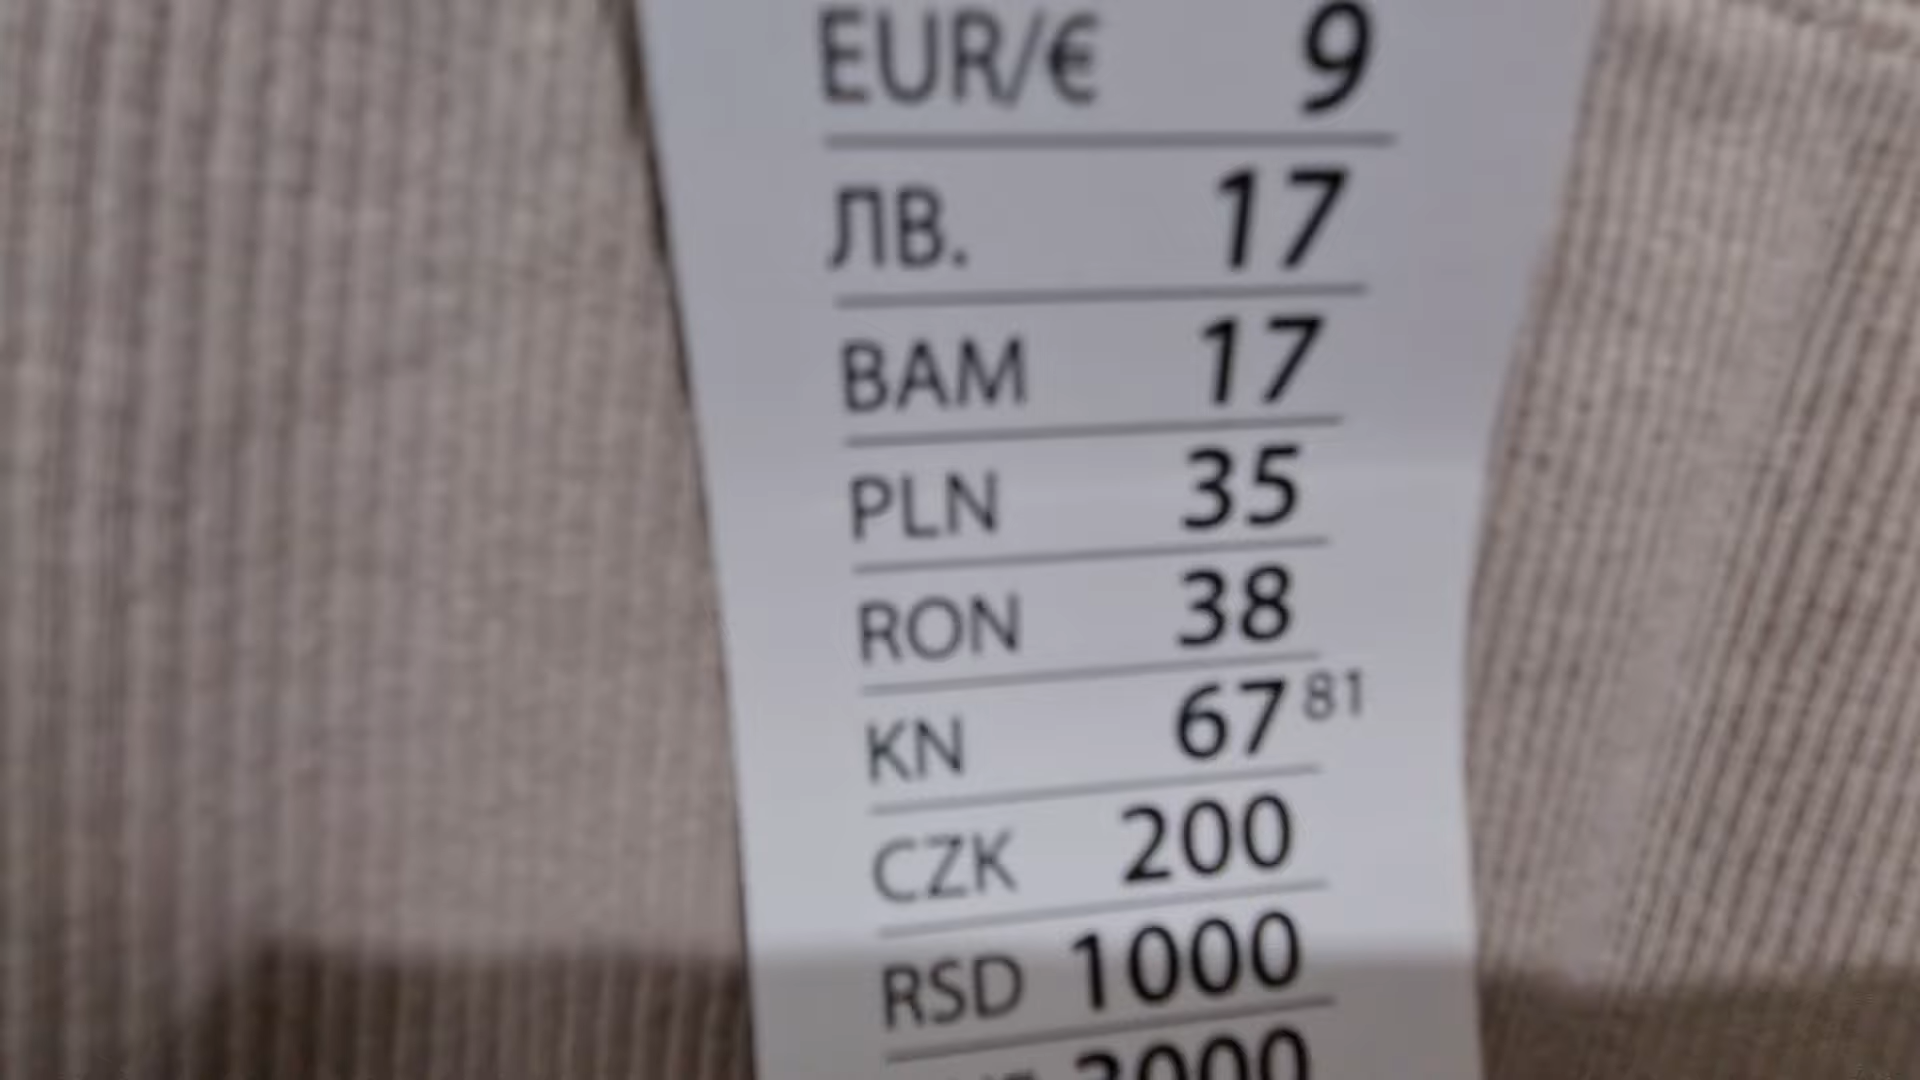 EUR/€ 9
ЛВ. 17
BAM 17
PLN 35
RON 38
KN 67 81
CZK 200
RSD 1000